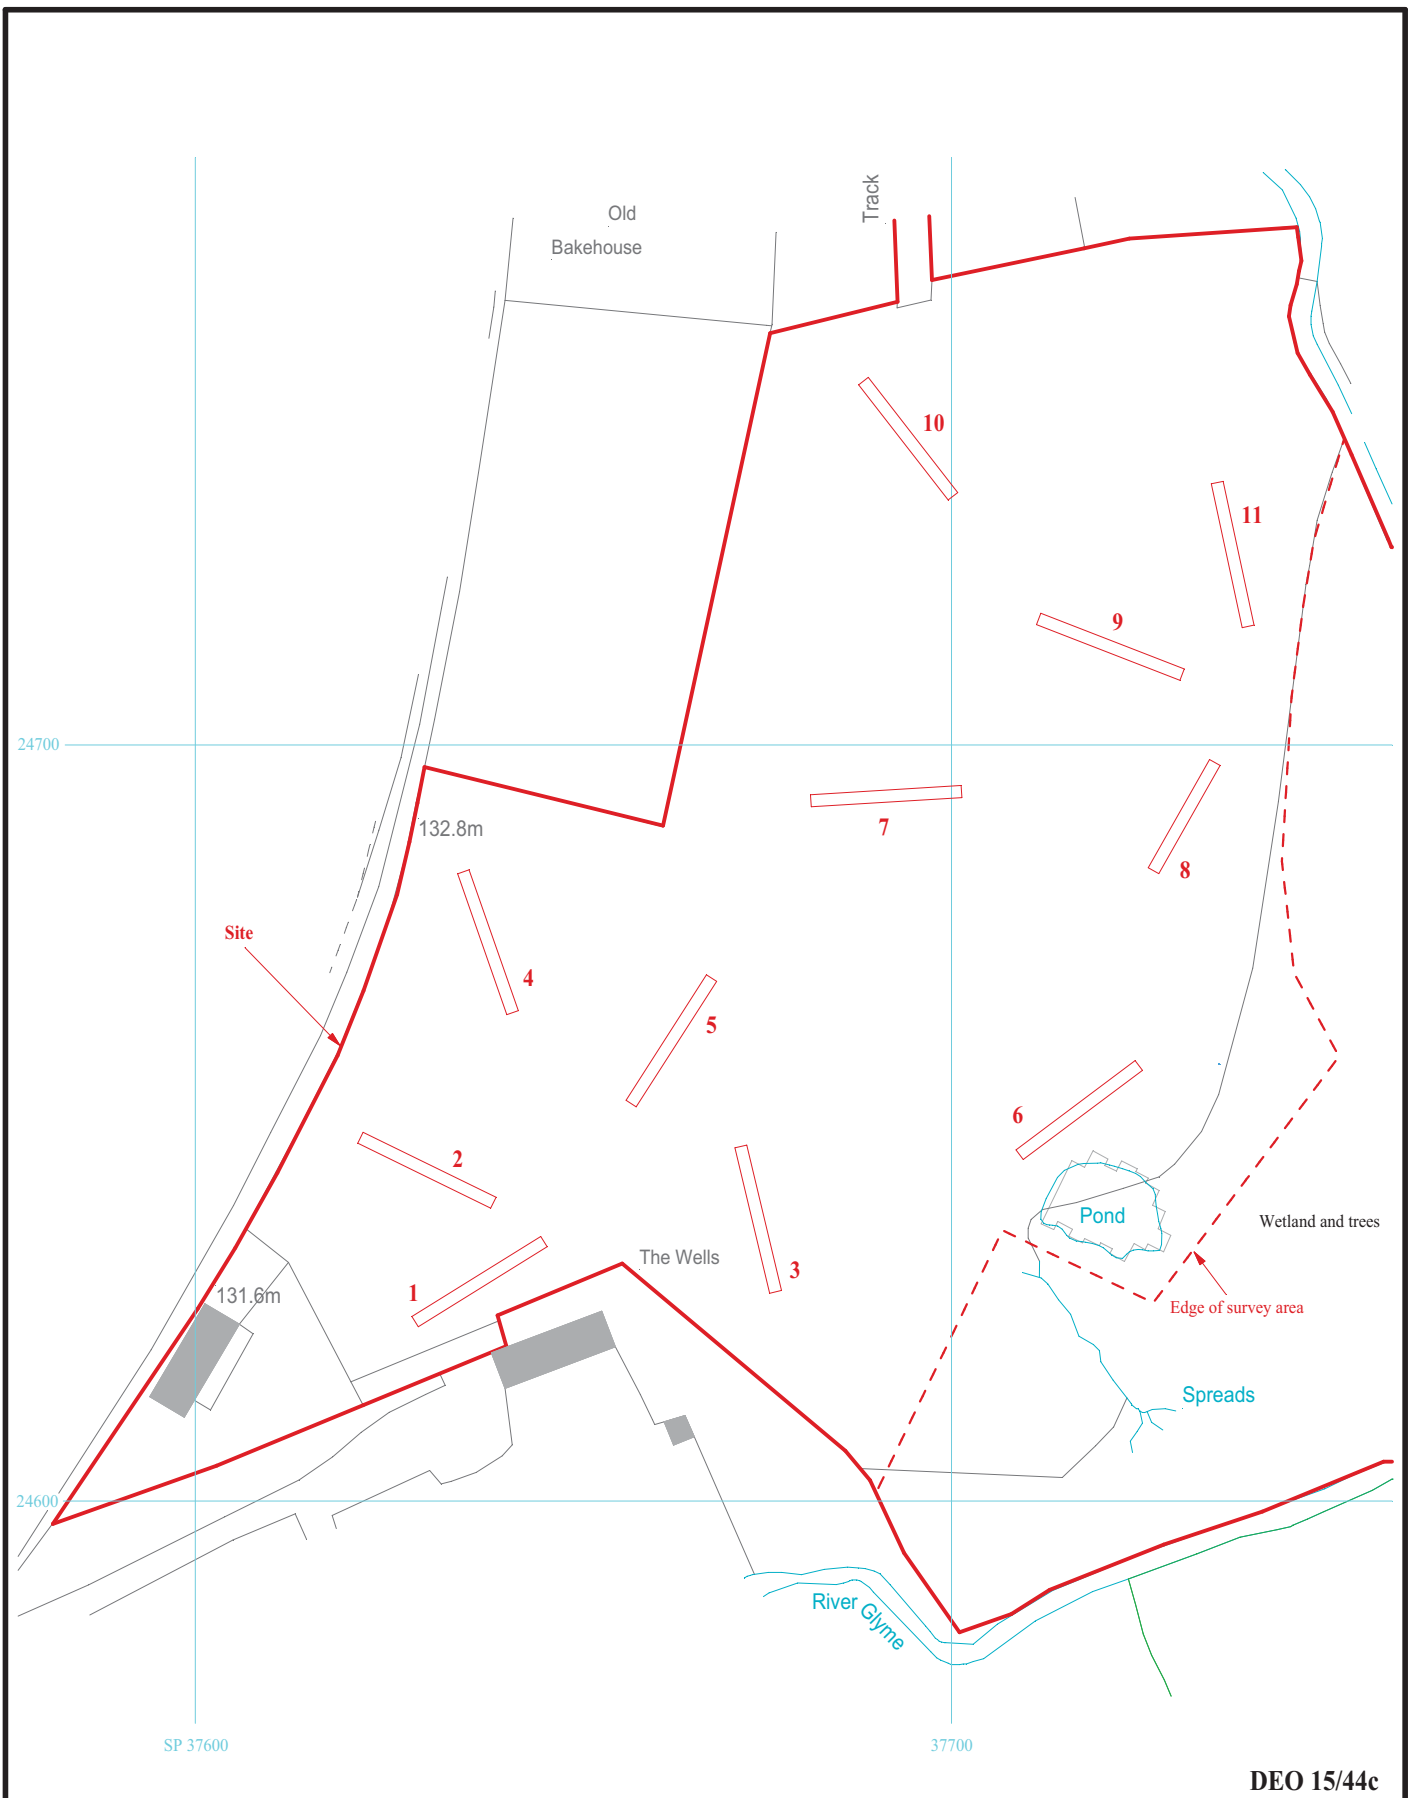 Old
Bakehouse
Track
10
11
9
24700
7
132.8m
8
Site
4
5
6
2
Pond
Wetland and trees
The Wells
3
1
131.6m
Edge of survey area
Spreads
24600
River Glyme
SP 37600
37700
DEO 15/44c